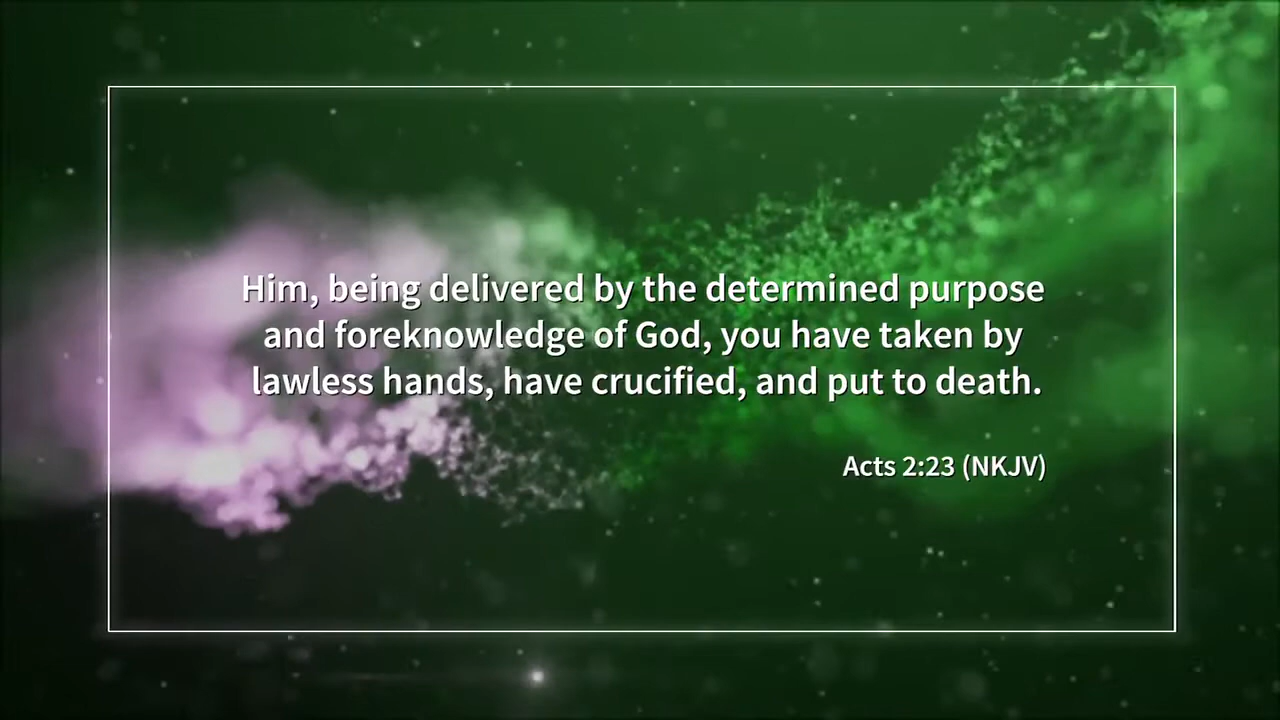 Him, being delivered by the determined purpose
and foreknowledge of God, you have taken by
lawless hands, have crucified, and put to death.
Acts 2:23 (NKJV)